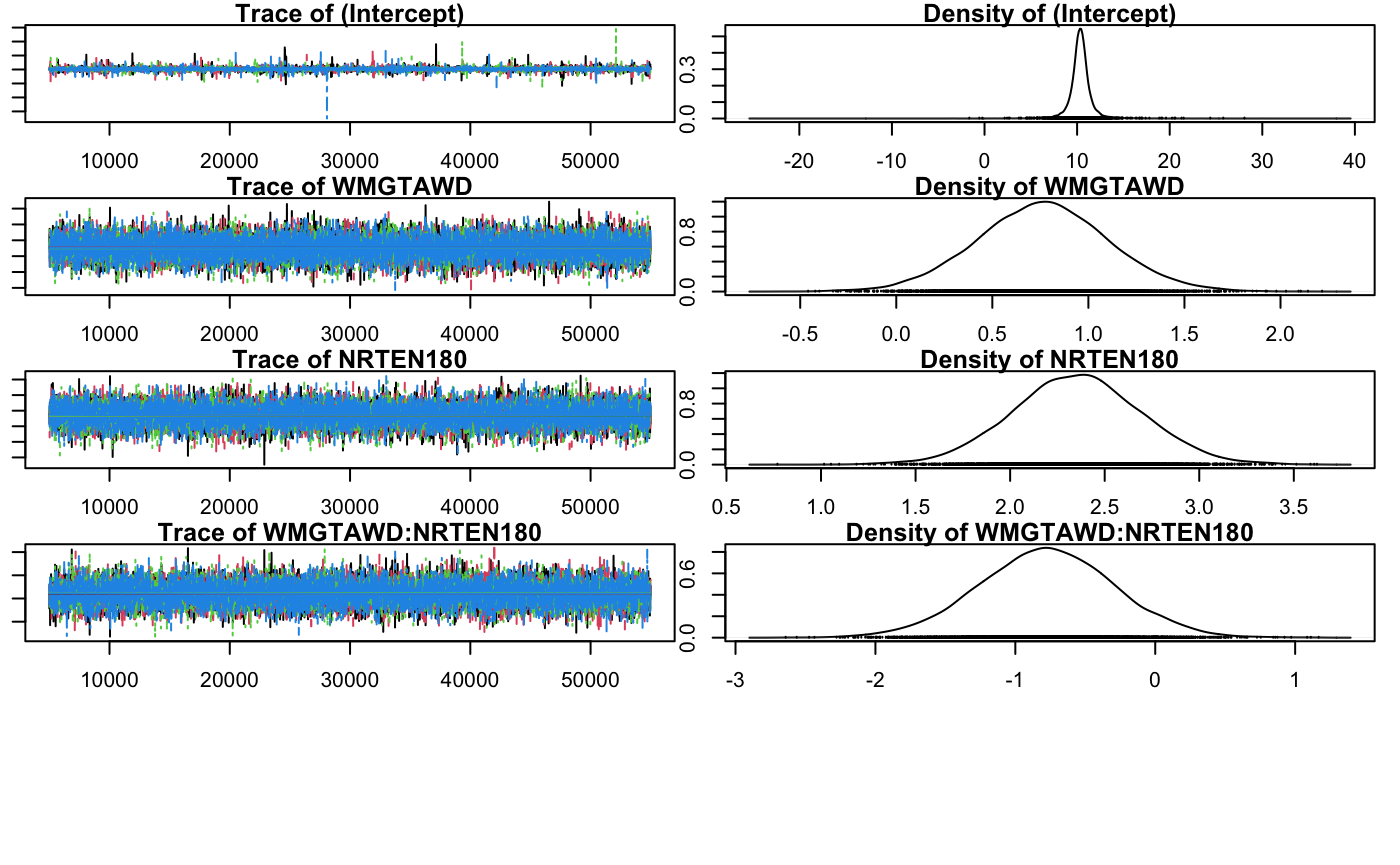 Trace of (Intercept)
Density of (Intercept)
0.0 0.3
10000 20000 30000 40000 50000
-20 -10 0 10 20 30 40
Trace of WMGTAWD
Density of WMGTAWD
0.0 0.8
10000 20000 30000 40000 50000
-0.5 0.0 0.5 1.0 1.5 2.0
Trace of NRTEN180
Density of NRTEN180
0.0 0.8
10000 20000 30000 40000 50000
0.5 1.0 1.5 2.0 2.5 3.0 3.5
Trace of WMGTAWD:NRTEN180
Density of WMGTAWD:NRTEN180
0.0 0.6
10000 20000 30000 40000 50000
-3 -2 -1 0 1